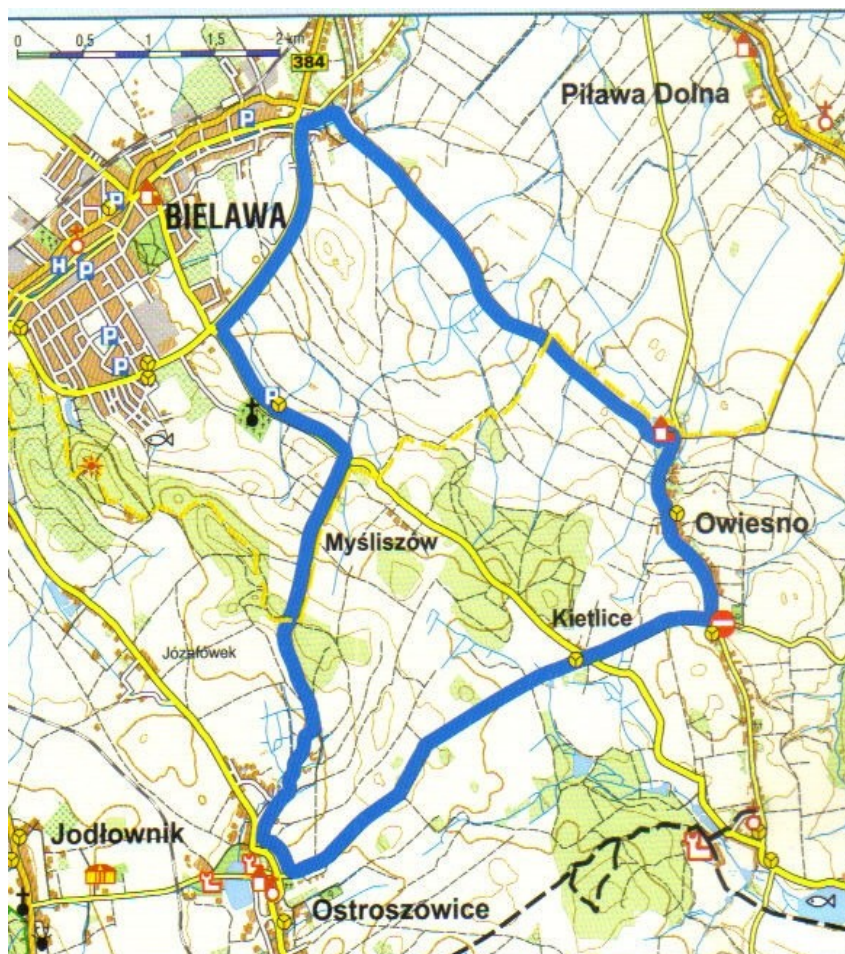 0 0,5 1 1,5 2 km
384
Piława Dolna
P
P
BIELAWA
H P
P
P
P
Owiesno
Myśliszów
Kietlice
Józefówek
Jodłownik
Ostroszowice